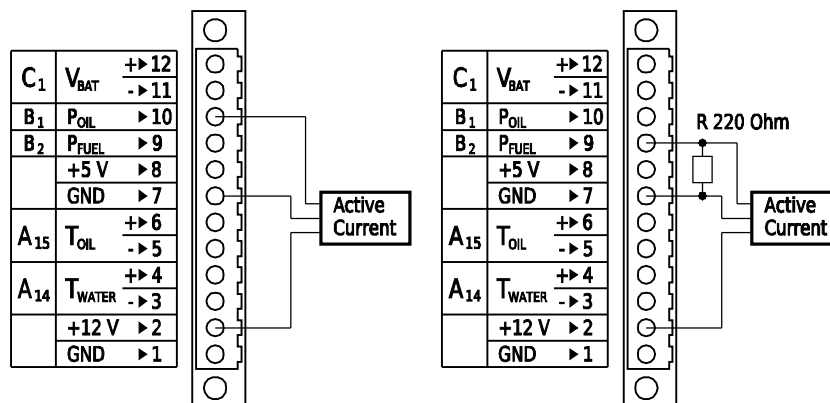 C1 VBAT +▶12
-▶11
B1 POIL ▶10
B2 PFUEL ▶9
+5 V ▶8
GND ▶7
A15 TOIL +▶6
-▶5
A14 TWATER +▶4
-▶3
+12 V ▶2
GND ▶1
Active
Current
C1 VBAT +▶12
-▶11
B1 POIL ▶10
B2 PFUEL ▶9
+5 V ▶8
GND ▶7
A15 TOIL +▶6
-▶5
A14 TWATER +▶4
-▶3
+12 V ▶2
GND ▶1
R 220 Ohm
Active
Current